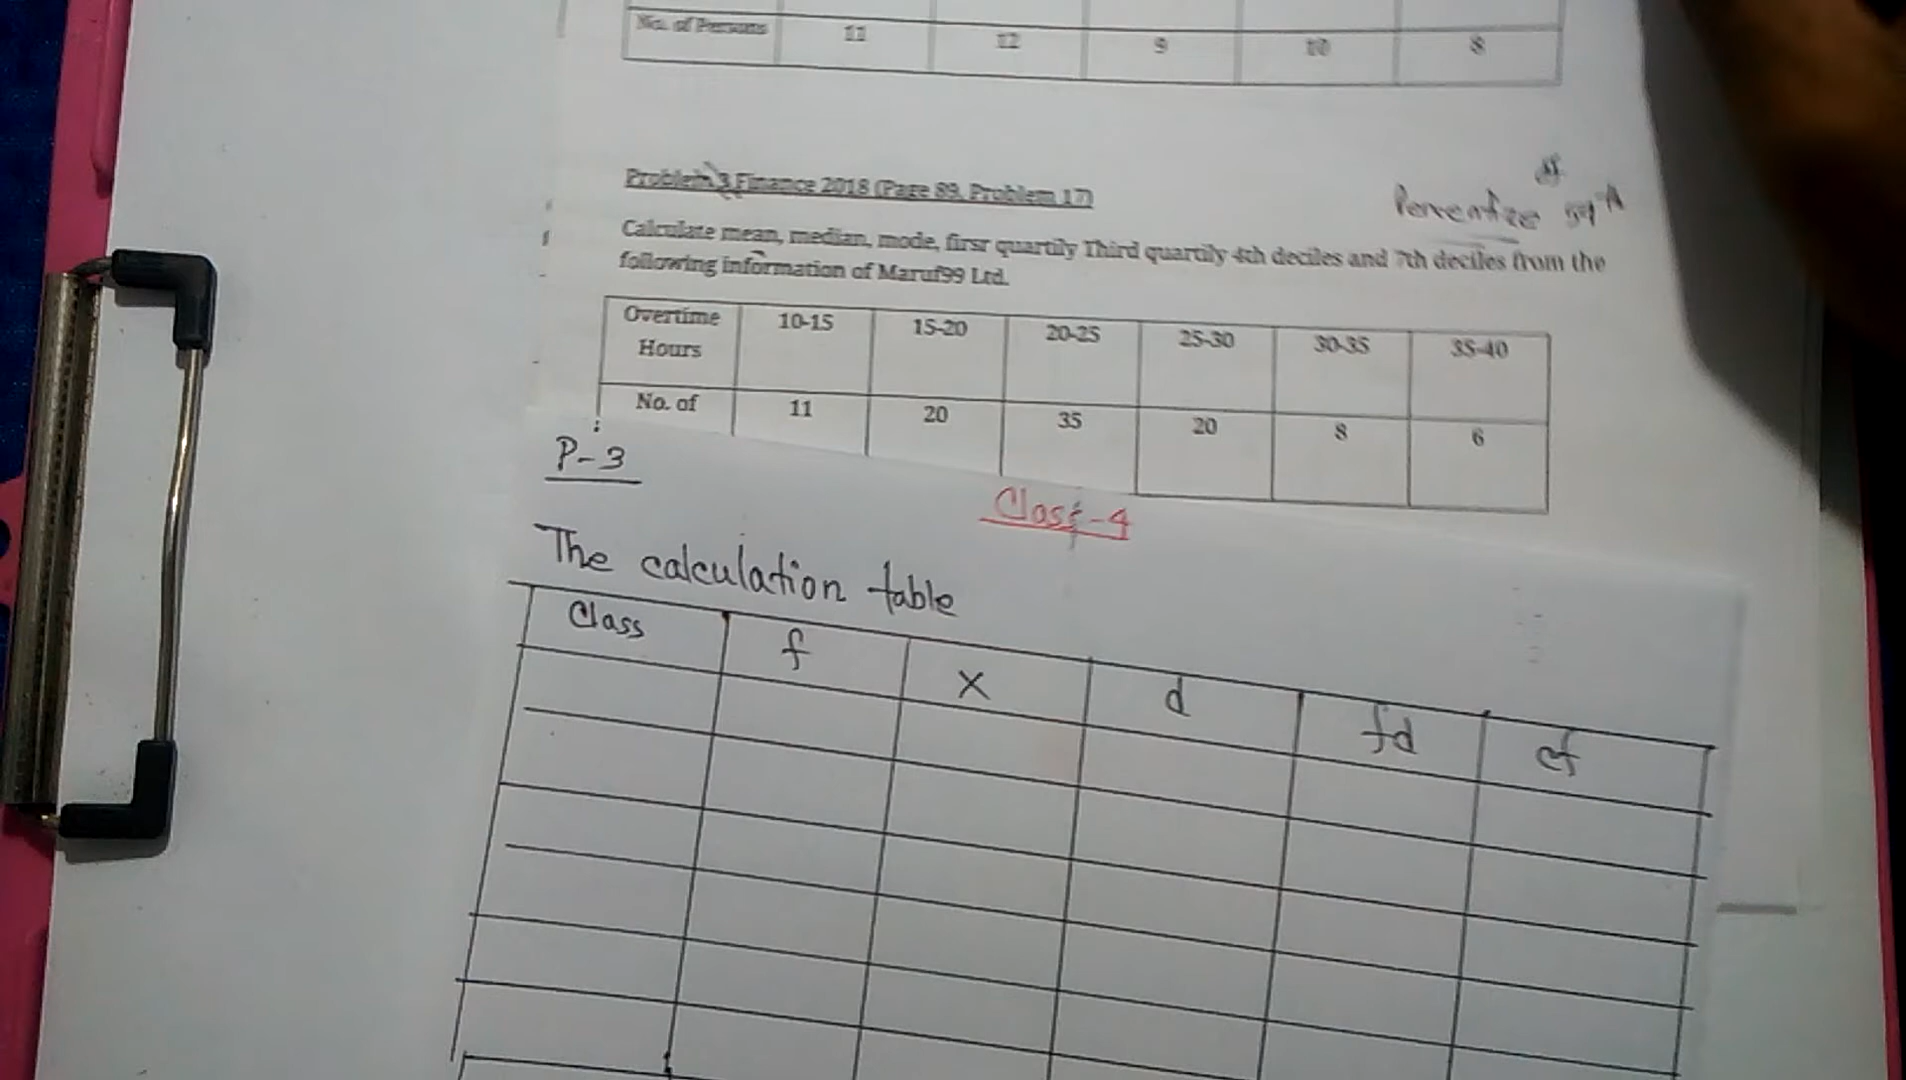 No. of Persons 11 12 9 10 8
Problem 3 Finance 2018 (Page 89, Problem 17)
Calculate mean, median, mode, firsr quartily Third quartily 4th deciles and 7th deciles from the
following information of Maruf99 Ltd.
Overtime Hours 10-15 15-20 20-25 25-30 30-35 35-40
No. of 11 20 35 20 8 6
P-3
Class-4
The calculation table
Class f x d fd cf